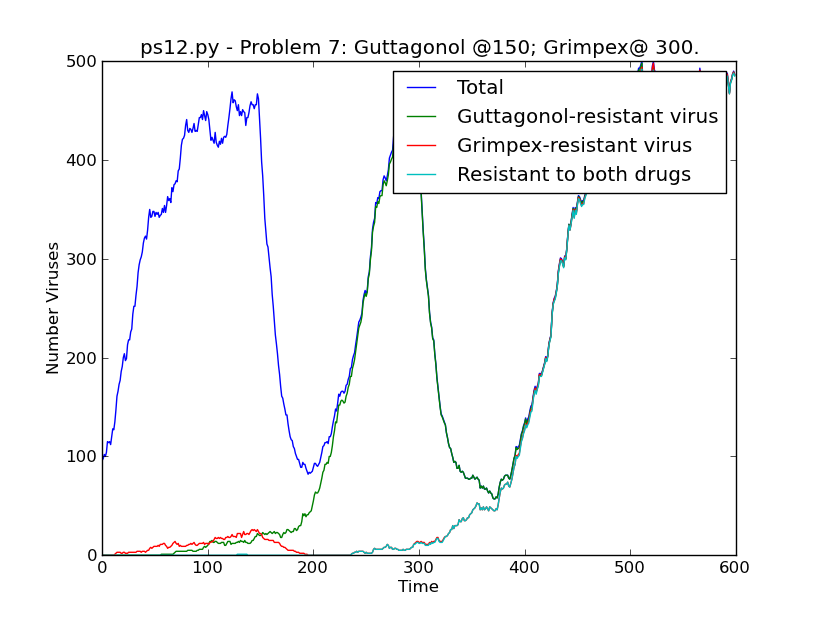 ps12.py - Problem 7: Guttagonol @150; Grimpex@ 300.
500
400
300
200
100
0
Number Viruses
Total
Guttagonol-resistant virus
Grimpex-resistant virus
Resistant to both drugs
0 100 200 300 400 500 600
Time